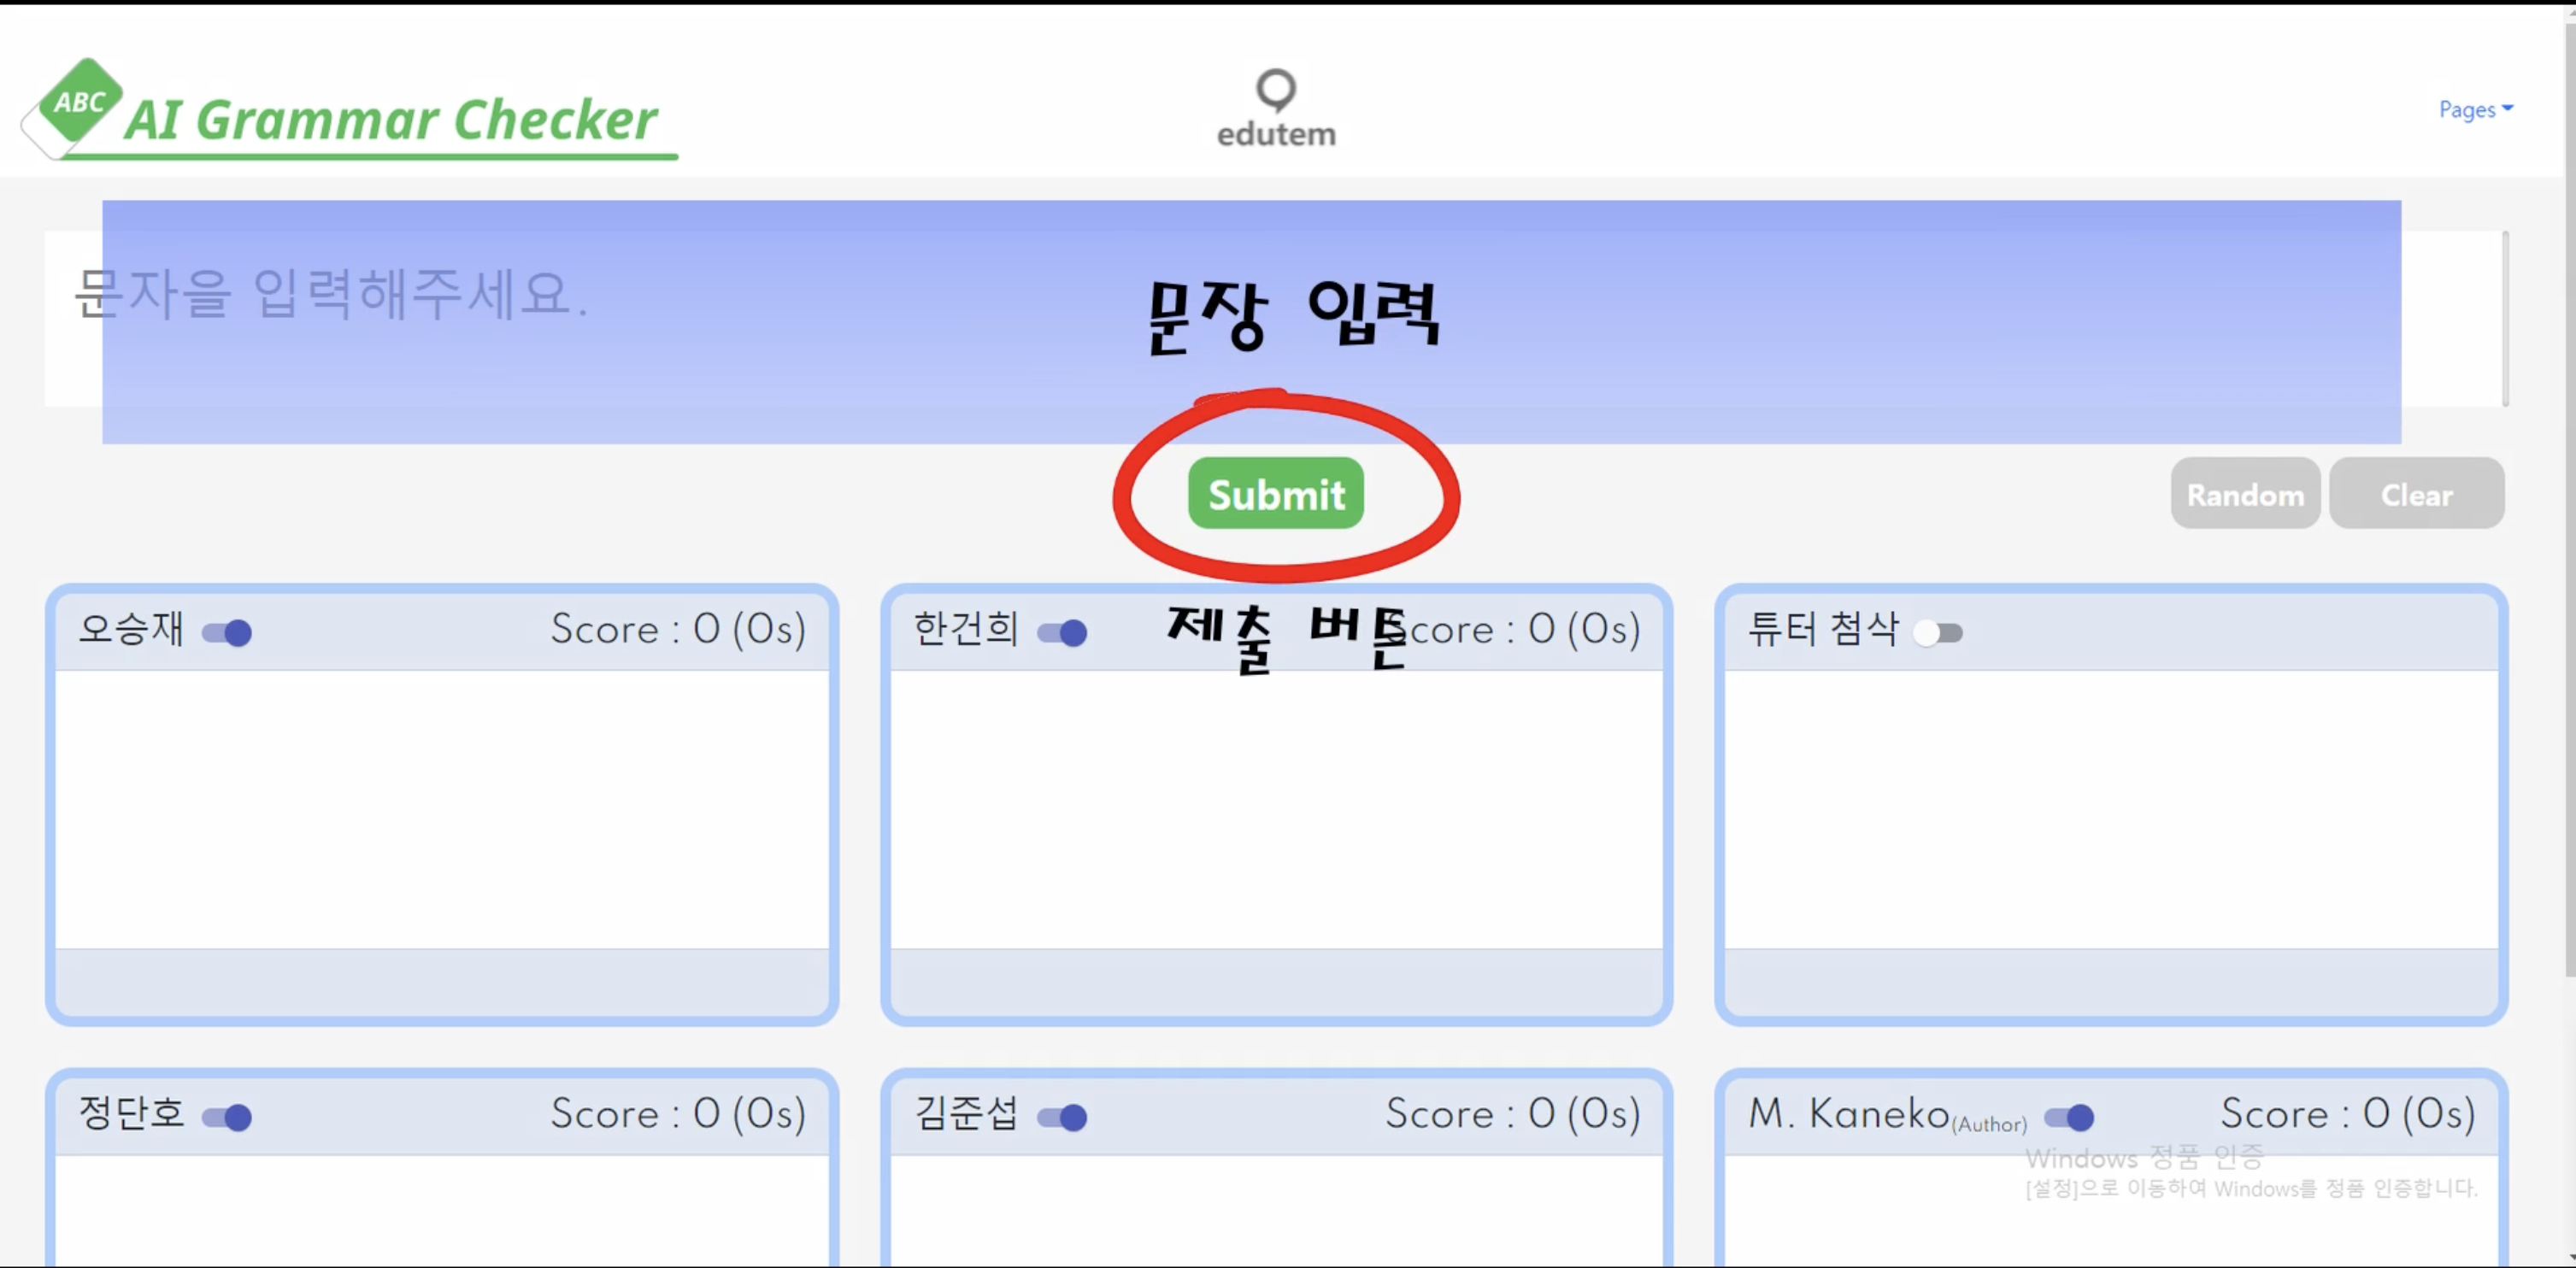 ABC
AI Grammar Checker
edutem
Pages
문자을 입력해주세요.
문장 입력
Submit
Random
Clear
제출 버튼
오승재 Score : 0 (0s)
한건희 Score : 0 (0s)
튜터 첨삭
정단호 Score : 0 (0s)
김준섭 Score : 0 (0s)
M. Kaneko(Author) Score : 0 (0s)
Windows 정품 인증
[설정]으로 이동하여 Windows를 정품 인증합니다.